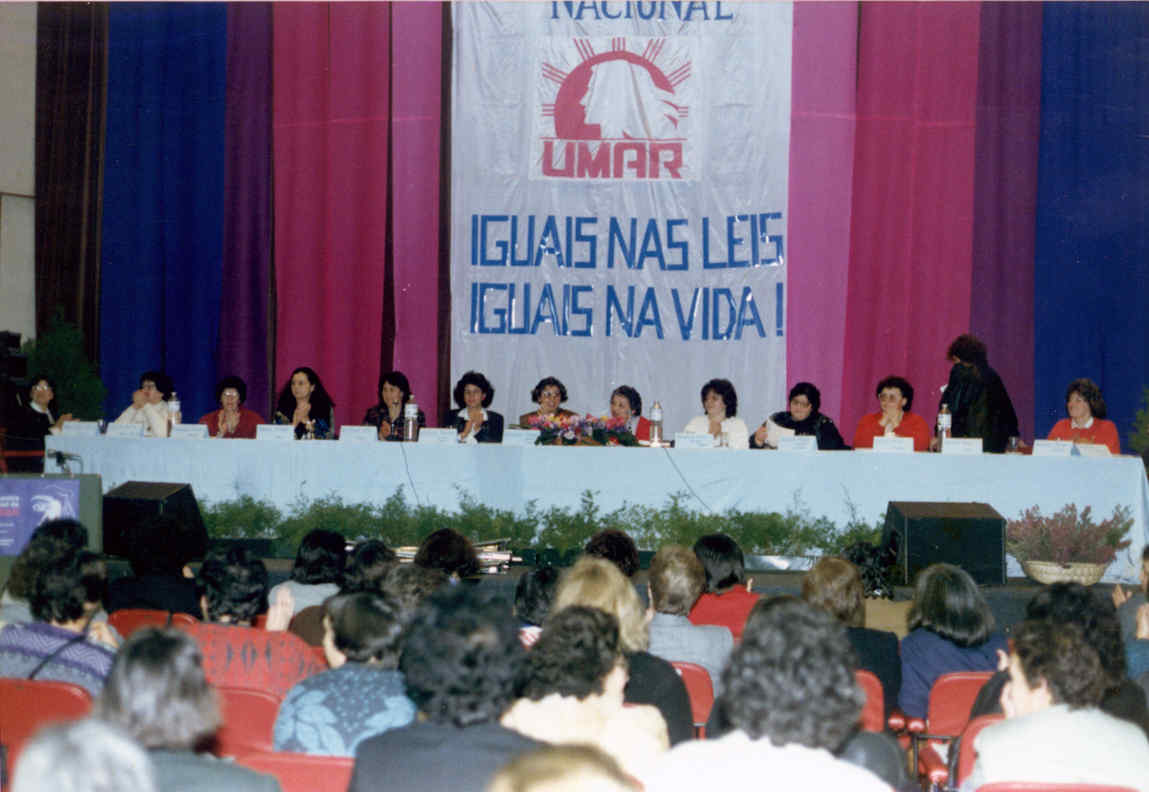 NACIONAL
UMAR
IGUAIS NAS LEIS
IGUAIS NA VIDA !